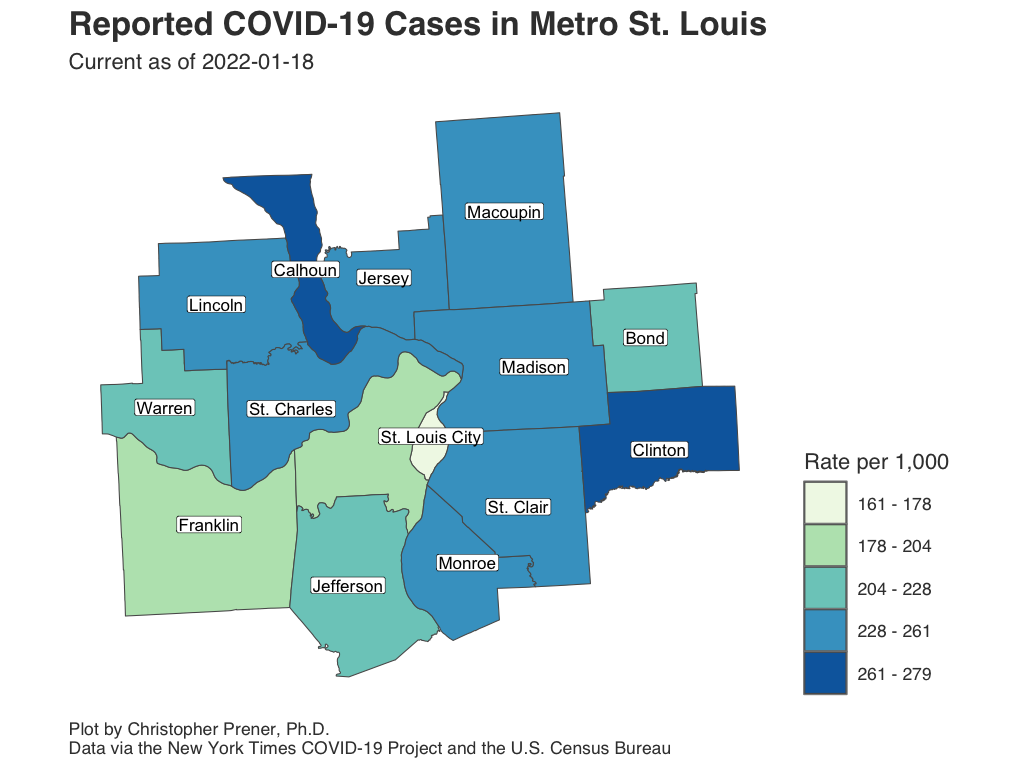 Reported COVID-19 Cases in Metro St. Louis
Current as of 2022-01-18
Macoupin
Calhoun
Jersey
Lincoln
Bond
Madison
Warren
St. Charles
St. Louis City
Clinton
Rate per 1,000
161 - 178
St. Clair
Franklin
178 - 204
Monroe
Jefferson
204 - 228
228 - 261
261 - 279
Plot by Christopher Prener, Ph.D.
Data via the New York Times COVID-19 Project and the U.S. Census Bureau